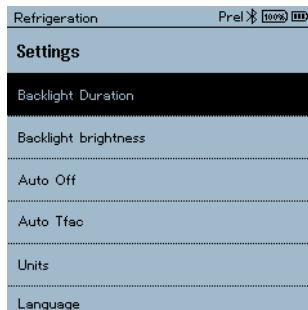 Refrigeration Prel 100%
Settings
Backlight Duration
Backlight brightness
Auto Off
Auto Tfac
Units
Language